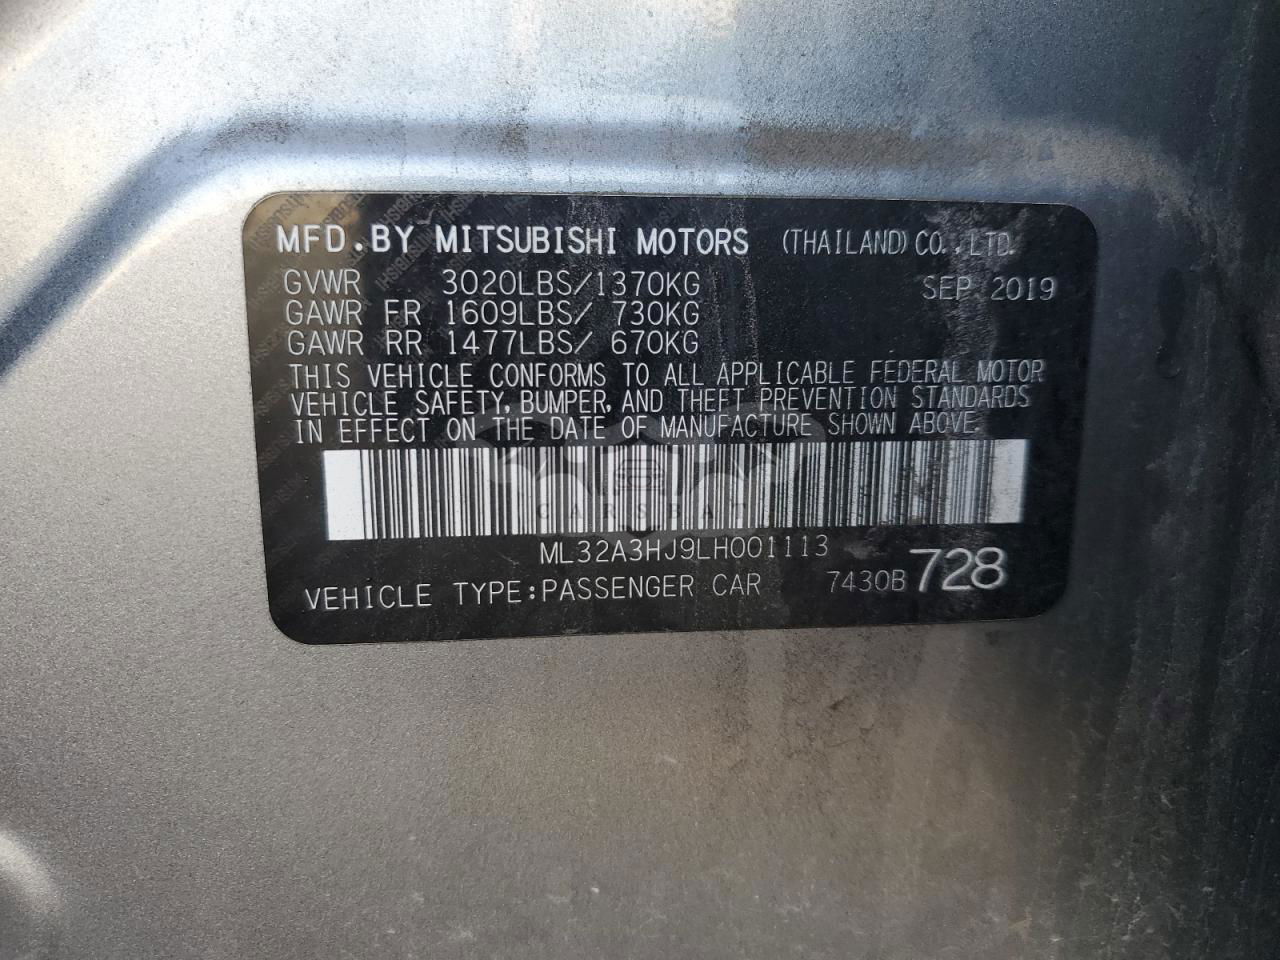 MFD.BY MITSUBISHI MOTORS (THAILAND) CO.,LTD.
GVWR 3020LBS/1370KG SEP 2019
GAWR FR 1609LBS/ 730KG
GAWR RR 1477LBS/ 670KG
THIS VEHICLE CONFORMS TO ALL APPLICABLE FEDERAL MOTOR
VEHICLE SAFETY, BUMPER, AND THEFT PREVENTION STANDARDS
IN EFFECT ON THE DATE OF MANUFACTURE SHOWN ABOVE.
CARSBAT
ML32A3HJ9LH001113
VEHICLE TYPE:PASSENGER CAR 7430B 728